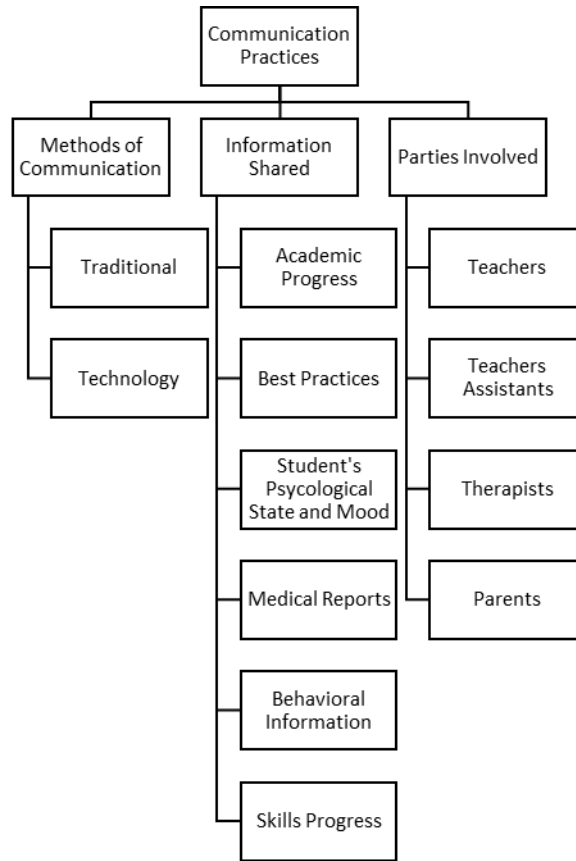 Communication
Practices
Methods of
Communication
Traditional
Technology
Information
Shared
Academic
Progress
Best Practices
Student's
Psycological
State and Mood
Medical Reports
Behavioral
Information
Skills Progress
Parties Involved
Teachers
Teachers
Assistants
Therapists
Parents